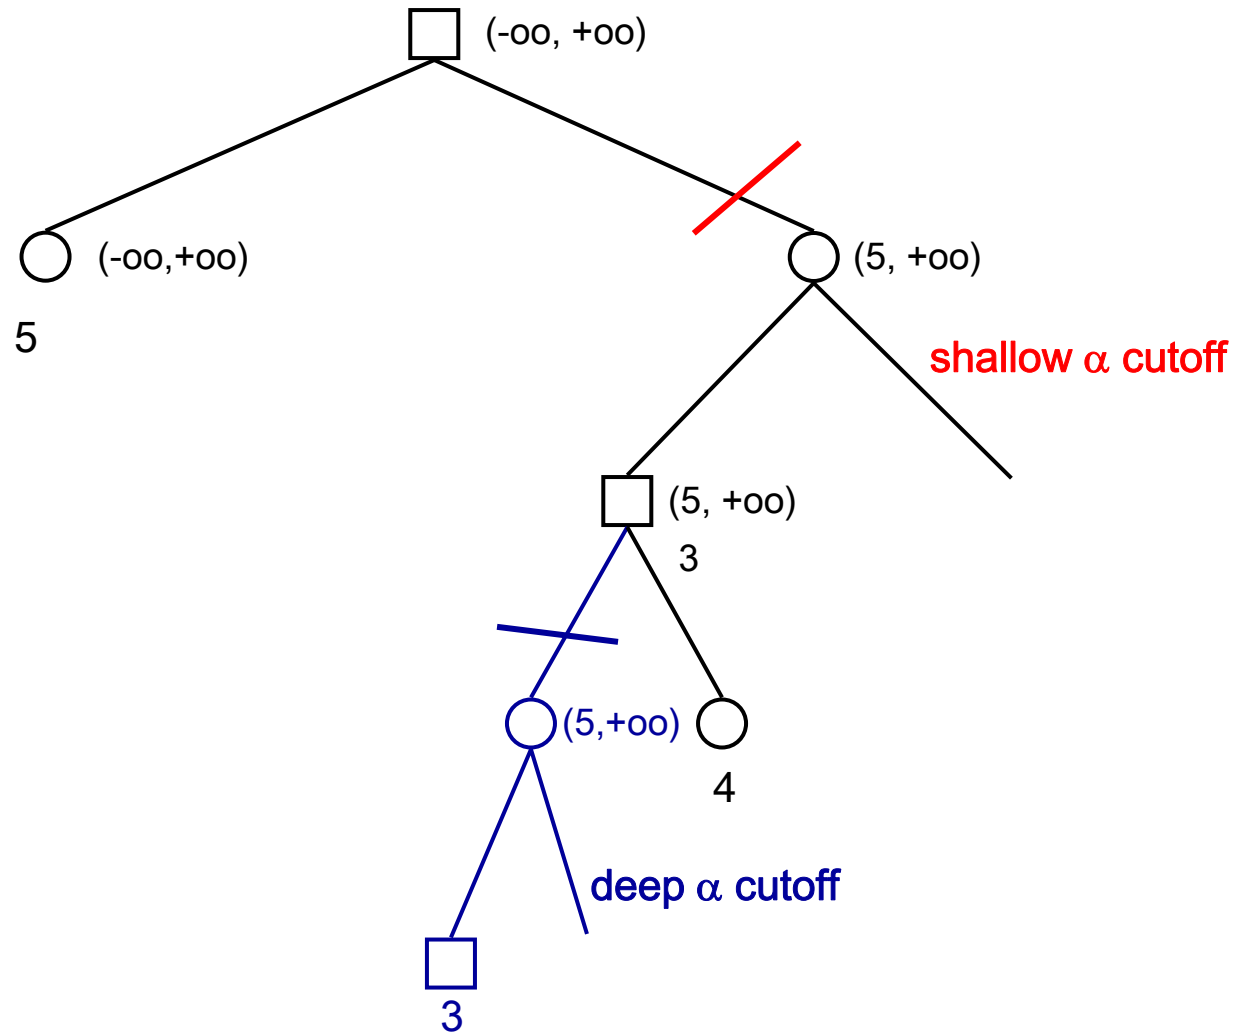 (-oo, +oo)
(-oo,+oo)
(5, +oo)
5
shallow α cutoff
(5, +oo)
3
(5,+oo)
4
deep α cutoff
3